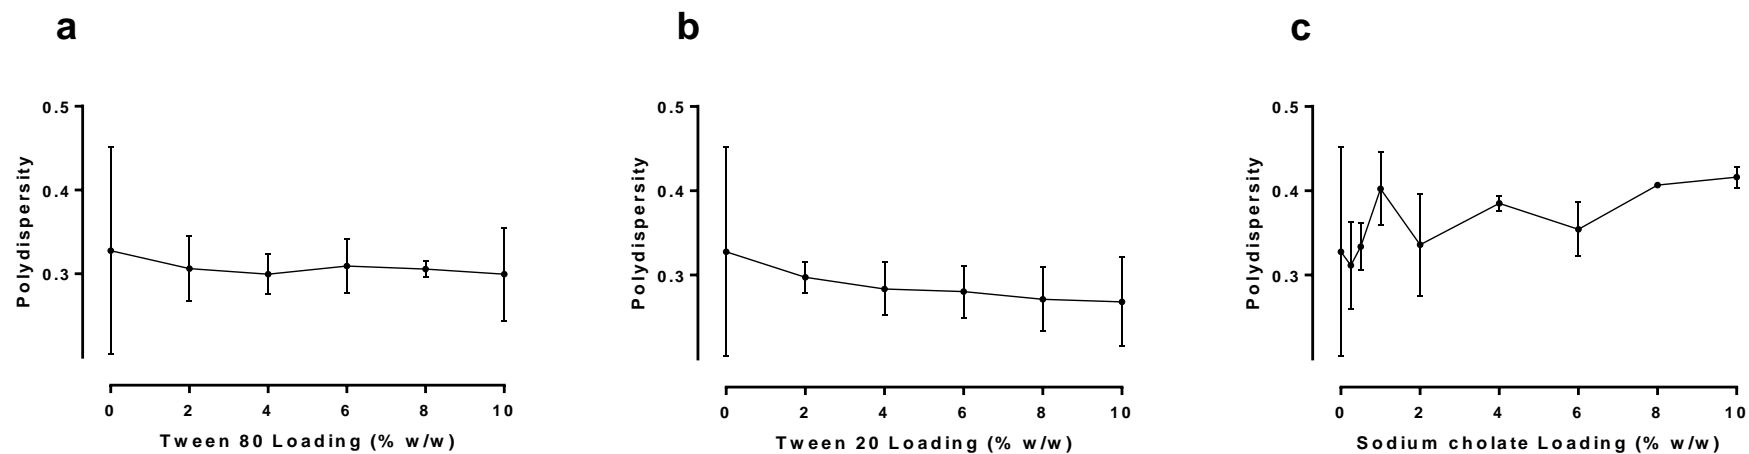 a
b
c
Polydispersity
0.5
0.4
0.3
0 2 4 6 8 10
Tween 80 Loading (% w/w)
Polydispersity
0.5
0.4
0.3
0 2 4 6 8 10
Tween 20 Loading (% w/w)
Polydispersity
0.5
0.4
0.3
0 2 4 6 8 10
Sodium cholate Loading (% w/w)